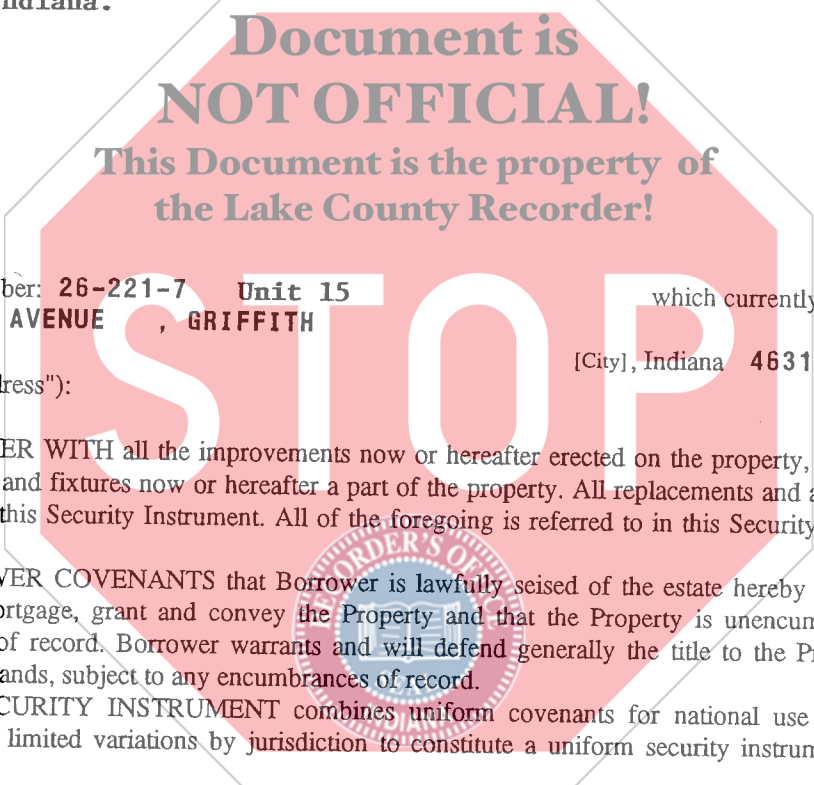 ndiana.
Document is
NOT OFFICIAL!
This Document is the property of
the Lake County Recorder!
STOP
ber: 26-221-7 Unit 15 which currently
AVENUE , GRIFFITH
[City], Indiana 4631
ress"):
ER WITH all the improvements now or hereafter erected on the property,
and fixtures now or hereafter a part of the property. All replacements and a
this Security Instrument. All of the foregoing is referred to in this Security
VER COVENANTS that Borrower is lawfully seised of the estate hereby
ortgage, grant and convey the Property and that the Property is unencum
of record. Borrower warrants and will defend generally the title to the Pr
ands, subject to any encumbrances of record.
CURITY INSTRUMENT combines uniform covenants for national use
limited variations by jurisdiction to constitute a uniform security instrum
RECORDER'S OFFICE